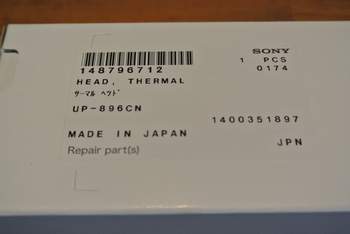 SONY
148796712
1 PCS
0174
HEAD, THERMAL
サーマル ヘッド
UP-896CN
1400351897
MADE IN JAPAN
JPN
Repair part(s)